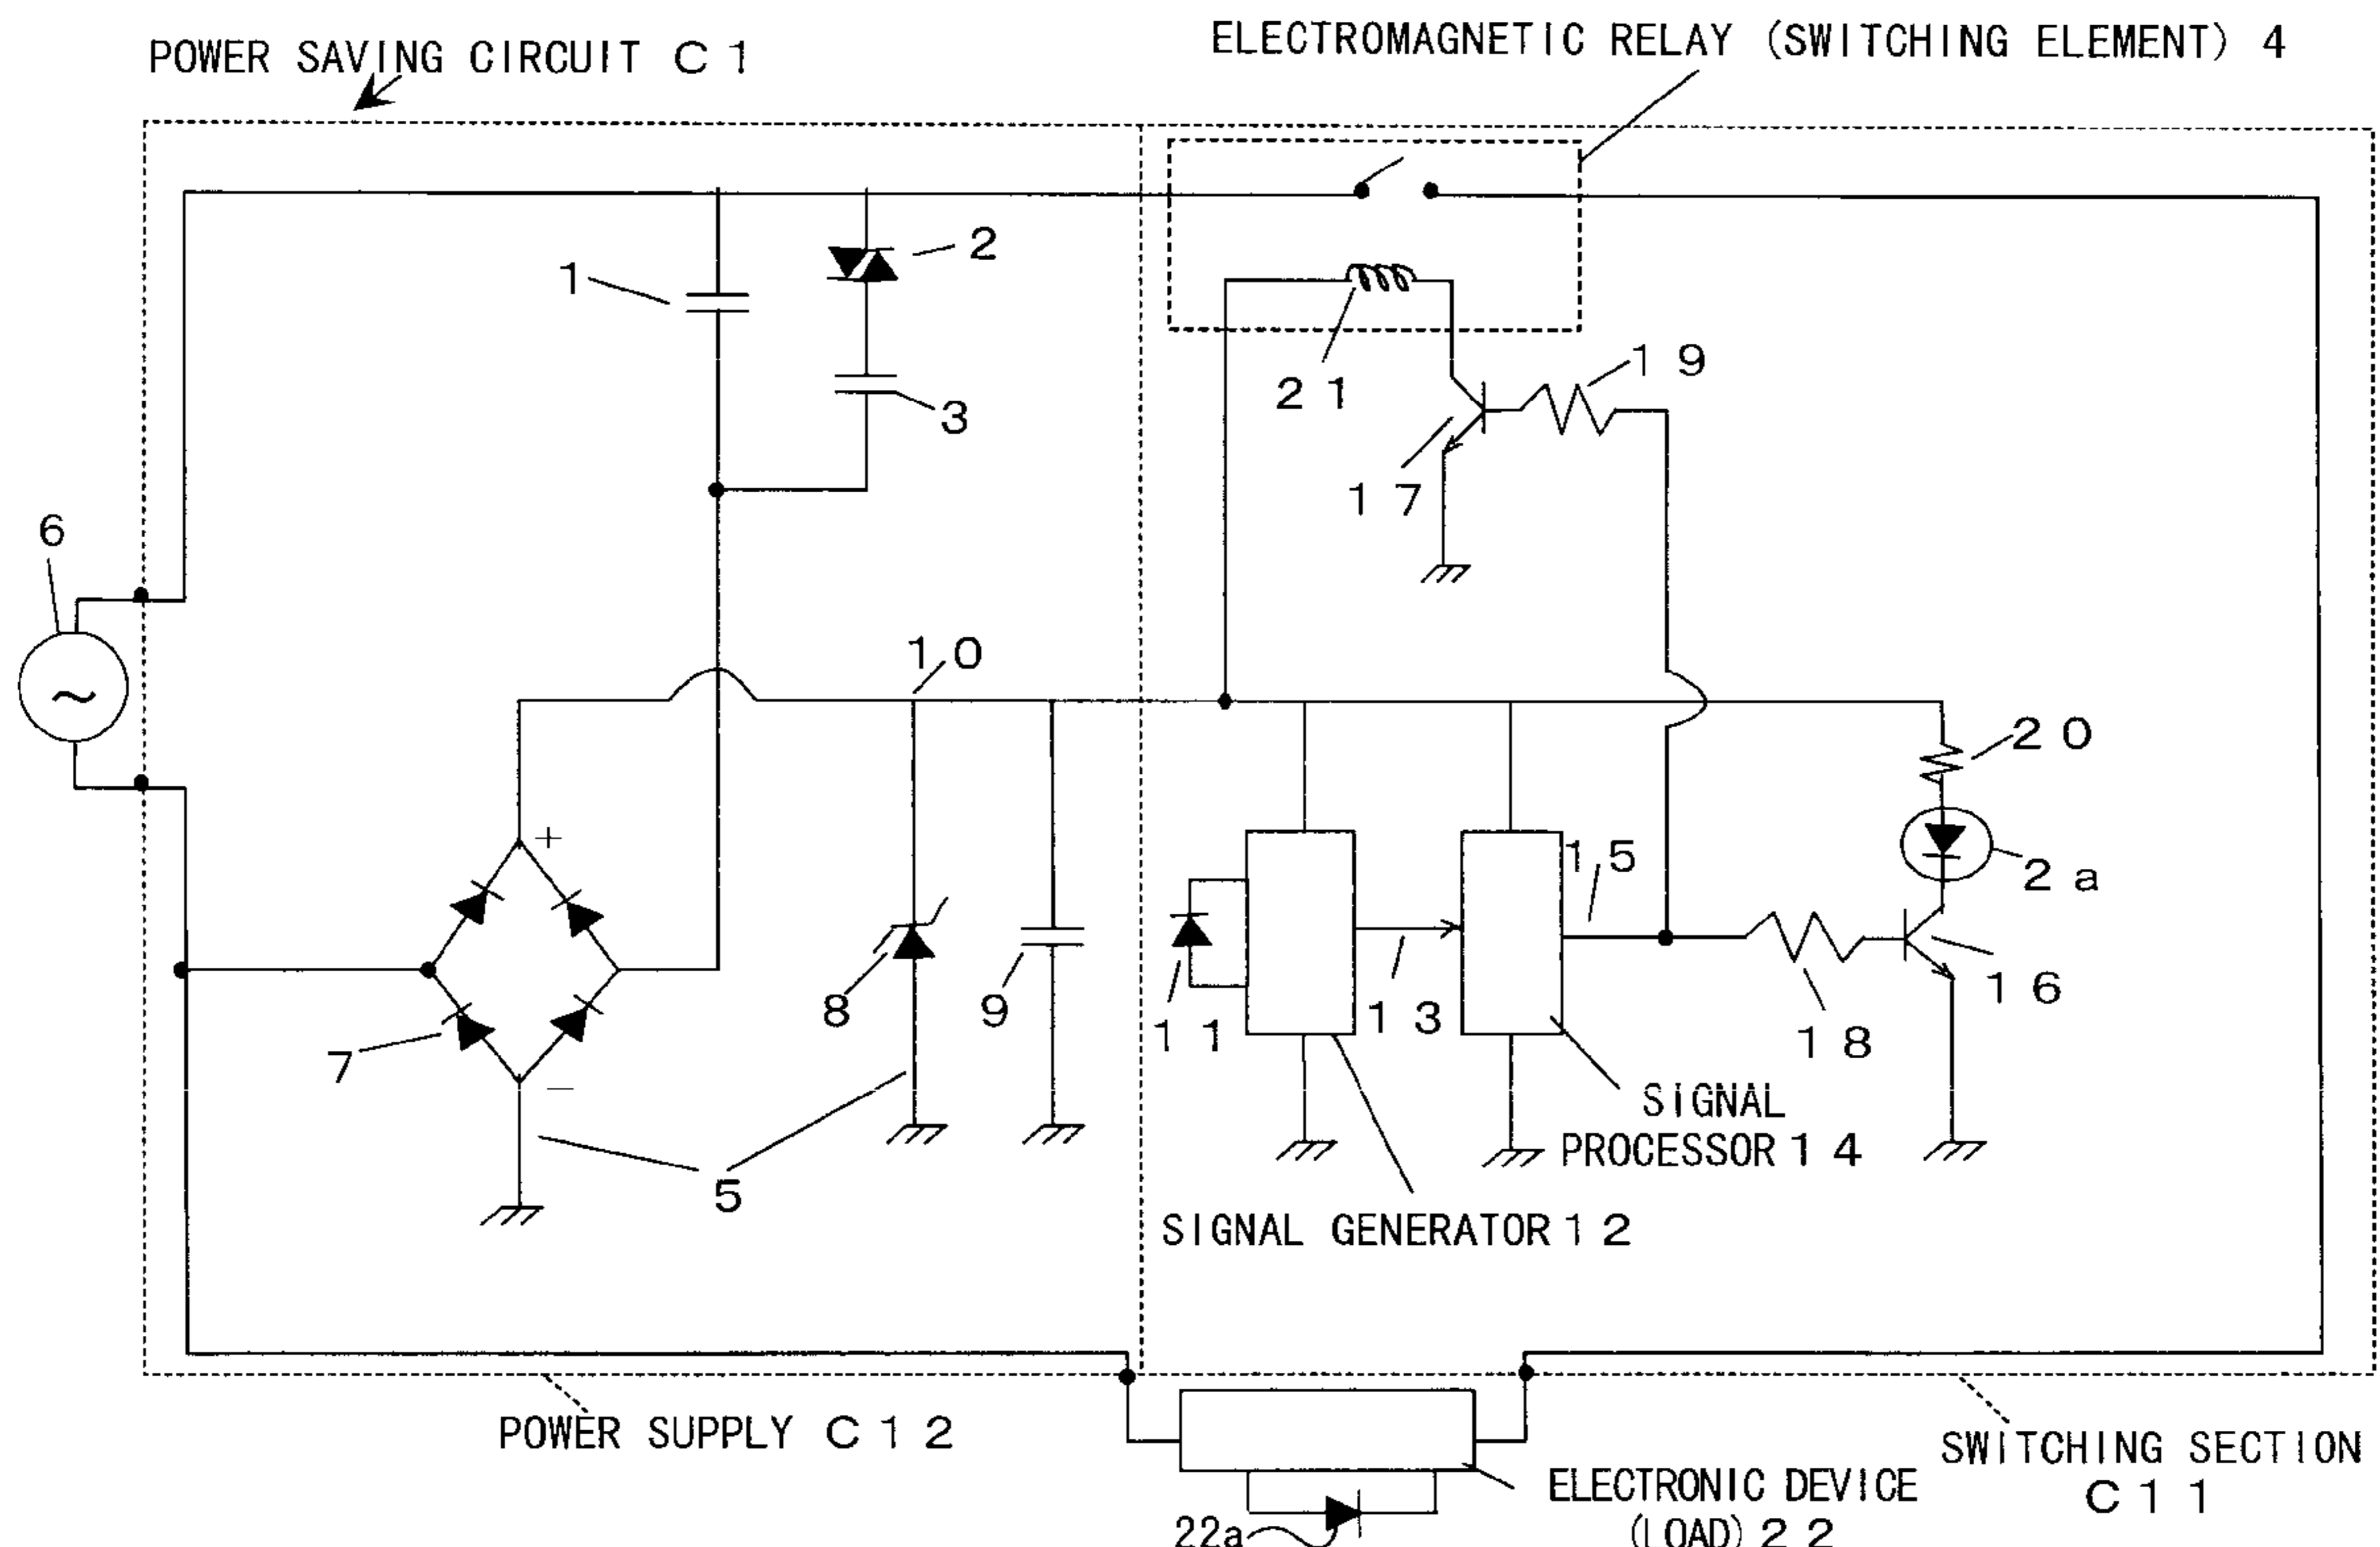 POWER SAVING CIRCUIT C1
ELECTROMAGNETIC RELAY (SWITCHING ELEMENT) 4
1
2
3
21
19
17
6
10
20
15
2a
8
9
11
13
16
18
7
5
SIGNAL
PROCESSOR 14
SIGNAL GENERATOR 12
+
−
~
POWER SUPPLY C12
SWITCHING SECTION
C11
ELECTRONIC DEVICE
(LOAD) 22
22a